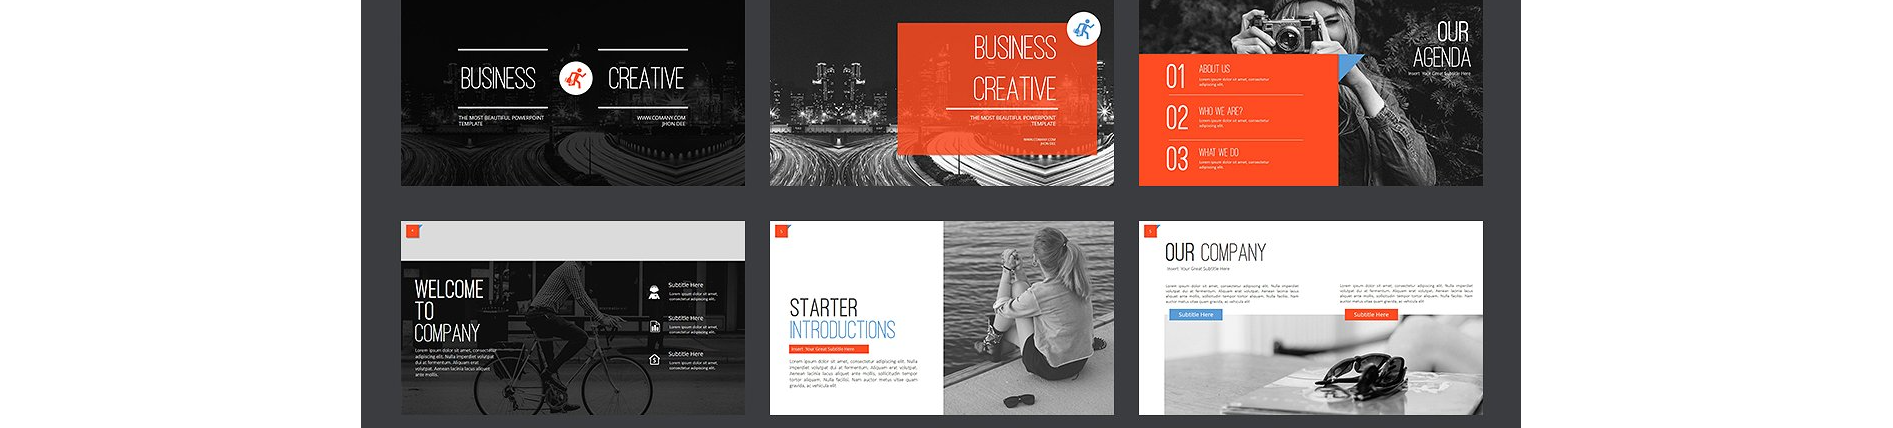 BUSINESS
CREATIVE
THE MOST BEAUTIFUL POWERPOINT
TEMPLATE
WWW.COMANY.COM
JHON.DEE
BUSINESS
CREATIVE
THE MOST BEAUTIFUL POWERPOINT
TEMPLATE
WWW.COMANY.COM
JHON.DEE
OUR
AGENDA
Insert Your Great Subtitle Here
01 ABOUT US
Lorem ipsum dolor sit amet, consectetur
adipiscing elit.
02 WHO WE ARE?
Lorem ipsum dolor sit amet, consectetur
adipiscing elit.
03 WHAT WE DO
Lorem ipsum dolor sit amet, consectetur
adipiscing elit.
WELCOME
TO
COMPANY
Lorem ipsum dolor sit amet, consectetur
adipiscing elit. Nulla imperdiet volutpat
dui at fermentum. Aliquam erat
volutpat. Aenean lacinia lacus aliquet
ante mollis.
Subtitle Here
Lorem ipsum dolor sit amet,
consectetur adipiscing elit.
Subtitle Here
Lorem ipsum dolor sit amet,
consectetur adipiscing elit.
Subtitle Here
Lorem ipsum dolor sit amet,
consectetur adipiscing elit.
STARTER
INTRODUCTIONS
Insert Your Great Subtitle Here
Lorem ipsum dolor sit amet, consectetur adipiscing elit. Nulla
imperdiet volutpat dui at fermentum. Aliquam erat volutpat.
Aenean lacinia lacus aliquet ante mollis, sollicitudin tempor
tortor aliquam. Nulla facilisi. Nam mauris metus vitae quam
gravida, ac vehicula elit
OUR COMPANY
Insert Your Great Subtitle Here
Lorem ipsum dolor sit amet, consectetur adipiscing elit. Nulla imperdiet
volutpat dui at fermentum. Aliquam erat volutpat. Aenean lacinia lacus
aliquet ante mollis, sollicitudin tempor tortor aliquam. Nulla facilisi. Nam
mauris metus vitae quam gravida, ac vehicula elit
Lorem ipsum dolor sit amet, consectetur adipiscing elit. Nulla imperdiet
volutpat dui at fermentum. Aliquam erat volutpat. Aenean lacinia lacus
aliquet ante mollis, sollicitudin tempor tortor aliquam. Nulla facilisi. Nam
mauris metus vitae quam gravida, ac vehicula elit
Subtitle Here
Subtitle Here